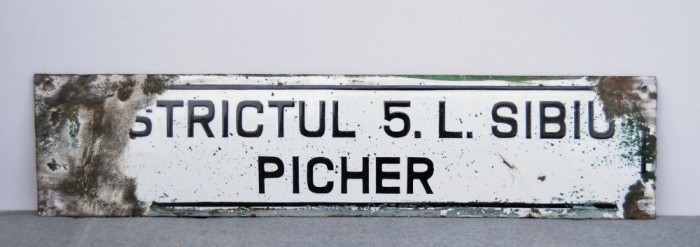 STRICTUL 5. L. SIBIU
PICHER